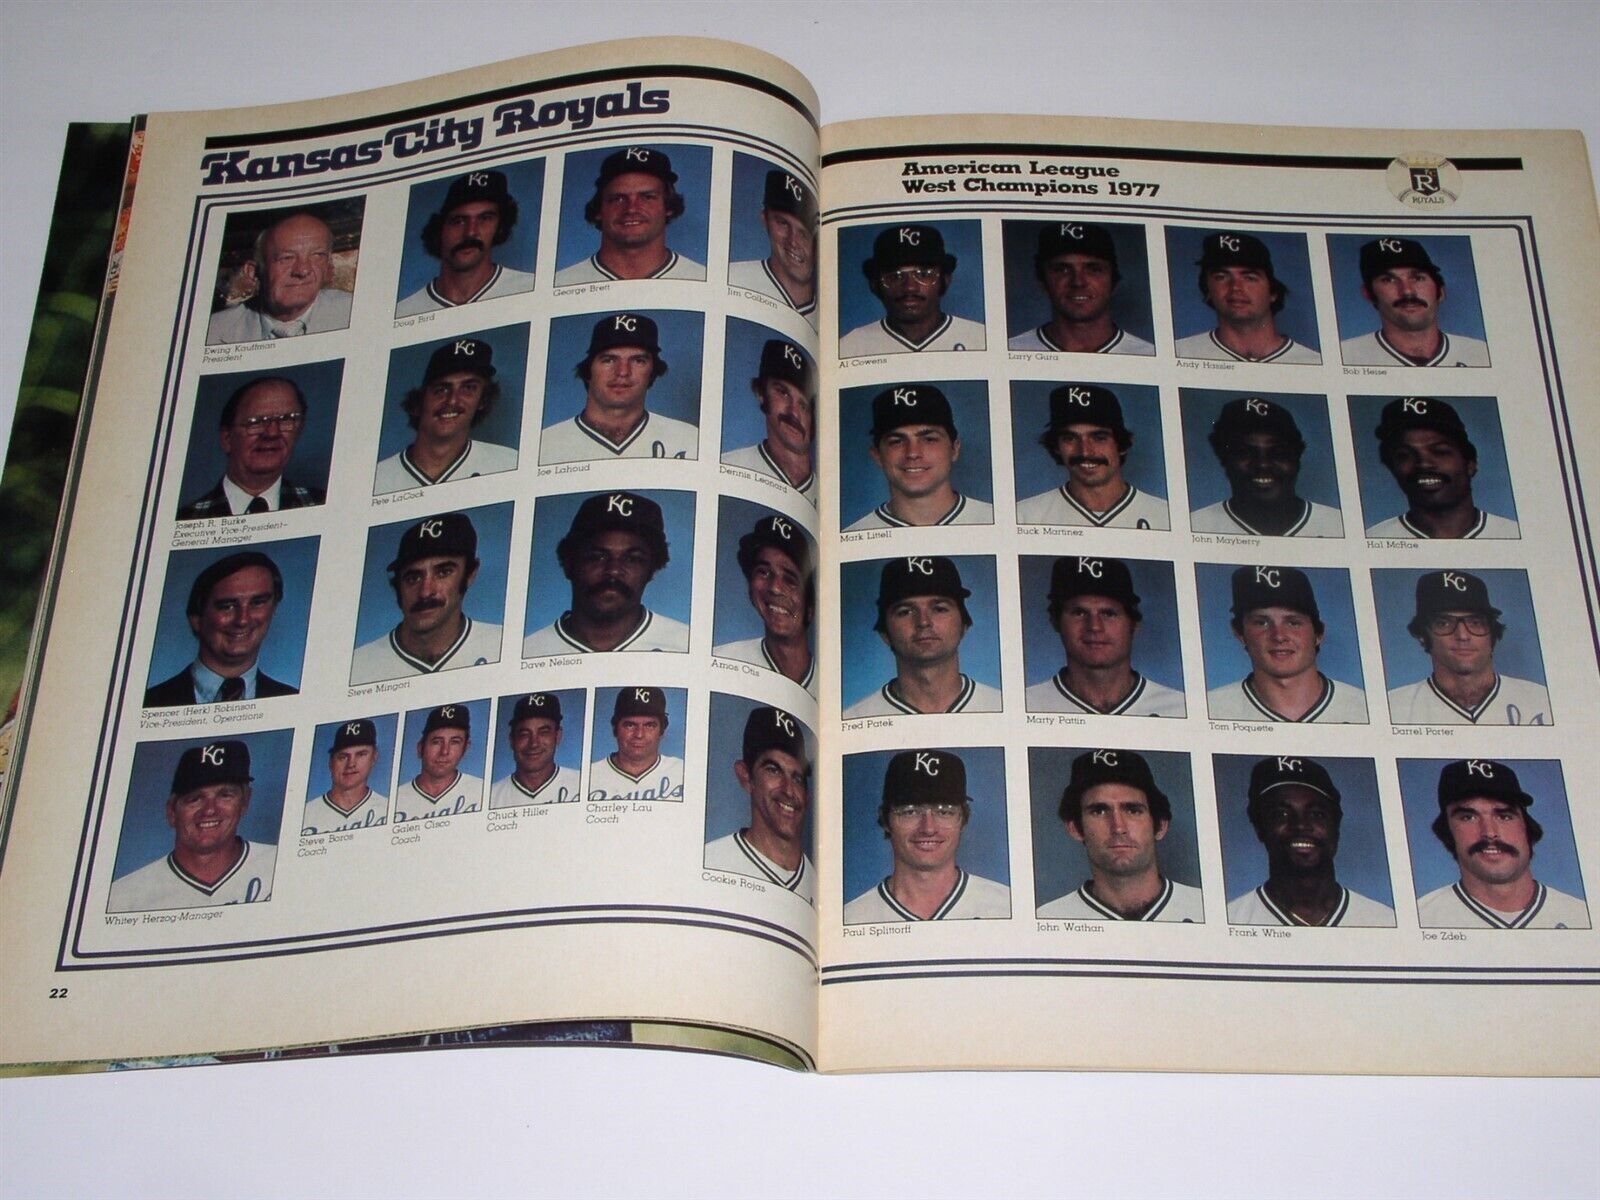 Kansas City Royals
Ewing Kauffman
President
Doug Bird
George Brett
Jim Colborn
Joseph R. Burke
Executive Vice-President-
General Manager
Pete LaCock
Joe Lahoud
Dennis Leonard
Spencer (Herk) Robinson
Vice-President, Operations
Steve Mingori
Dave Nelson
Amos Otis
Whitey Herzog-Manager
Steve Boros
Coach
Galen Cisco
Coach
Chuck Hiller
Coach
Charley Lau
Coach
Cookie Rojas
22
American League
West Champions 1977
R
ROYALS
Al Cowens
Larry Gura
Andy Hassler
Bob Heise
Mark Littell
Buck Martinez
John Mayberry
Hal McRae
Fred Patek
Marty Pattin
Tom Poquette
Darrel Porter
Paul Splittorff
John Wathan
Frank White
Joe Zdeb